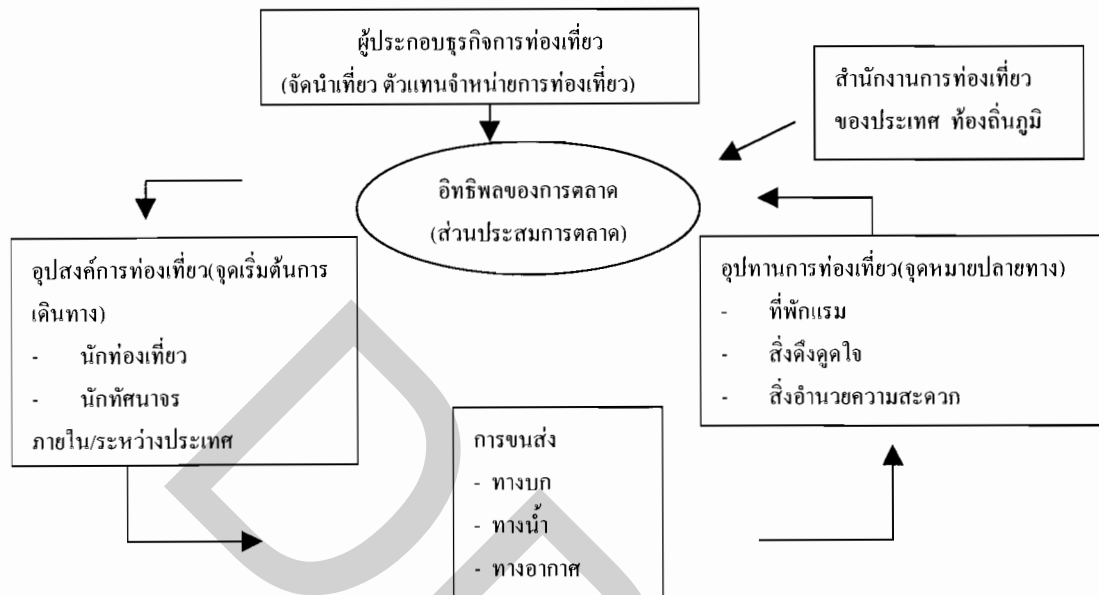 ผู้ประกอบธุรกิจการท่องเที่ยว
(จัดนำเที่ยว ตัวแทนจำหน่ายการท่องเที่ยว)
สำนักงานการท่องเที่ยว
ของประเทศ ท้องถิ่นภูมิ
อิทธิพลของการตลาด
(ส่วนประสมการตลาด)
อุปสงค์การท่องเที่ยว(จุดเริ่มต้นการ
เดินทาง)
- นักท่องเที่ยว
- นักทัศนาจร
ภายใน/ระหว่างประเทศ
อุปทานการท่องเที่ยว(จุดหมายปลายทาง)
- ที่พักแรม
- สิ่งดึงดูดใจ
- สิ่งอำนวยความสะดวก
การขนส่ง
- ทางบก
- ทางน้ำ
- ทางอากาศ